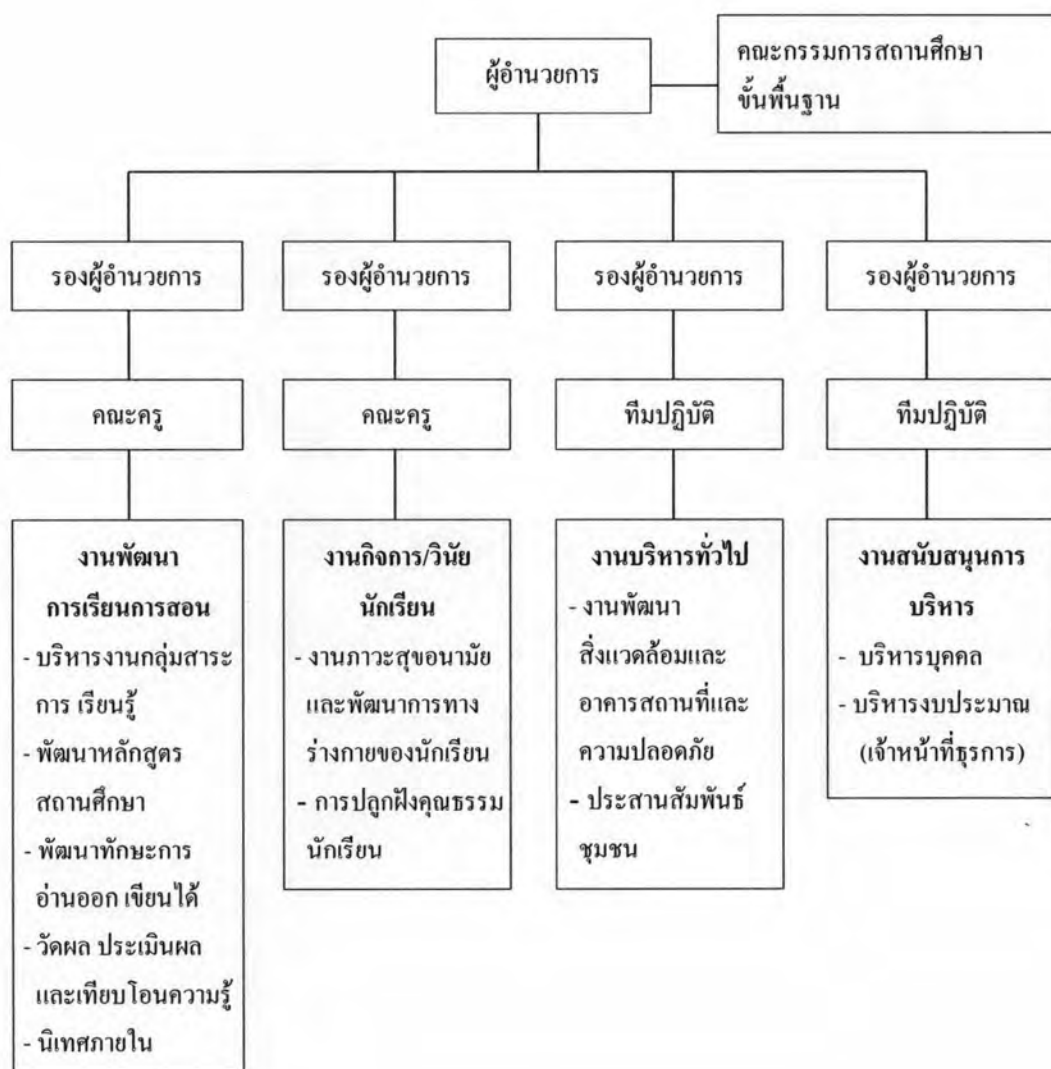 ผู้อำนวยการ
คณะกรรมการสถานศึกษา
ขั้นพื้นฐาน
รองผู้อำนวยการ
รองผู้อำนวยการ
รองผู้อำนวยการ
รองผู้อำนวยการ
คณะครู
คณะครู
ทีมปฏิบัติ
ทีมปฏิบัติ
งานพัฒนา
การเรียนการสอน
- บริหารงานกลุ่มสาระ
การ เรียนรู้
- พัฒนาหลักสูตร
สถานศึกษา
- พัฒนาทักษะการ
อ่านออก เขียนได้
- วัดผล ประเมินผล
และเทียบโอนความรู้
- นิเทศภายใน
งานกิจการ/วินัย
นักเรียน
- งานภาวะสุขอนามัย
และพัฒนาการทาง
ร่างกายของนักเรียน
- การปลูกฝังคุณธรรม
นักเรียน
งานบริหารทั่วไป
- งานพัฒนา
สิ่งแวดล้อมและ
อาคารสถานที่และ
ความปลอดภัย
- ประสานสัมพันธ์
ชุมชน
งานสนับสนุนการ
บริหาร
- บริหารบุคคล
- บริหารงบประมาณ
(เจ้าหน้าที่ธุรการ)